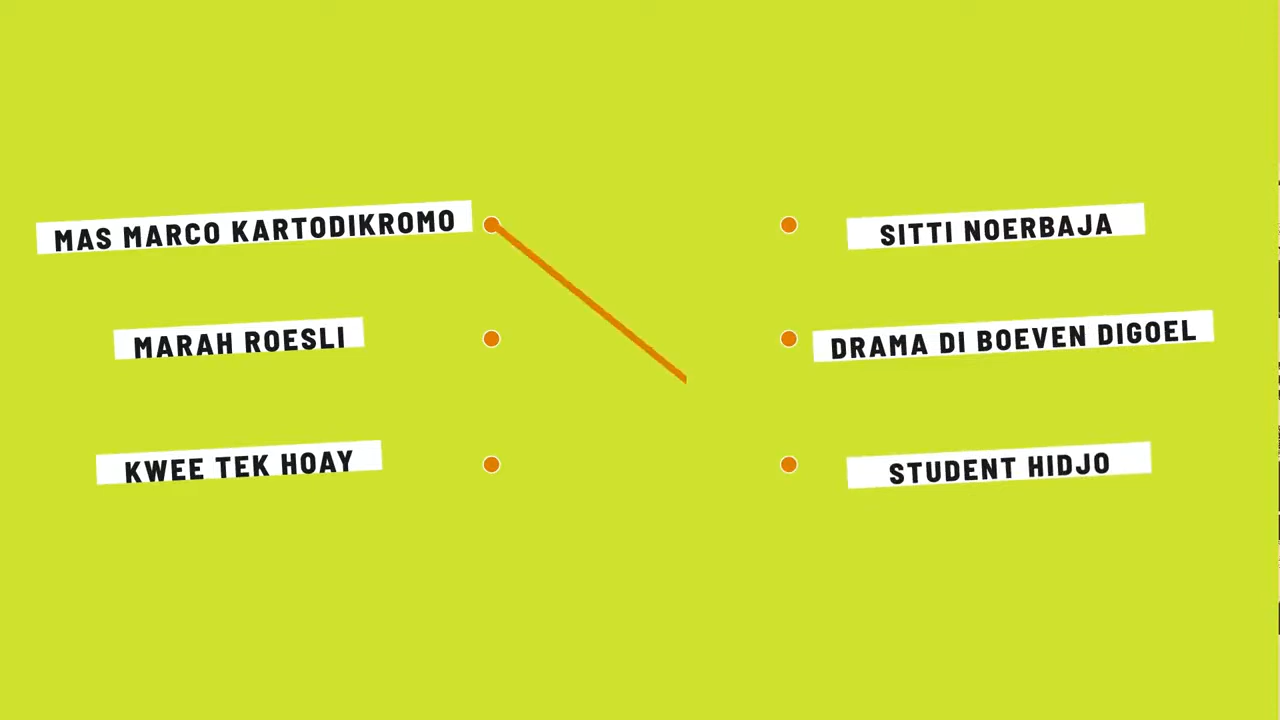 MAS MARCO KARTODIKROMO
SITTI NOERBAJA
MARAH ROESLI
DRAMA DI BOEVEN DIGOEL
KWEE TEK HOAY
STUDENT HIDJO